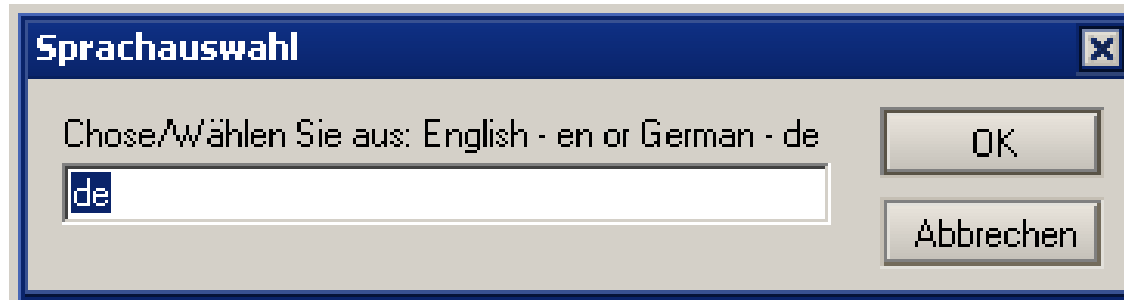 Sprachauswahl
Chose/Wählen Sie aus: English - en or German - de
OK
de
Abbrechen